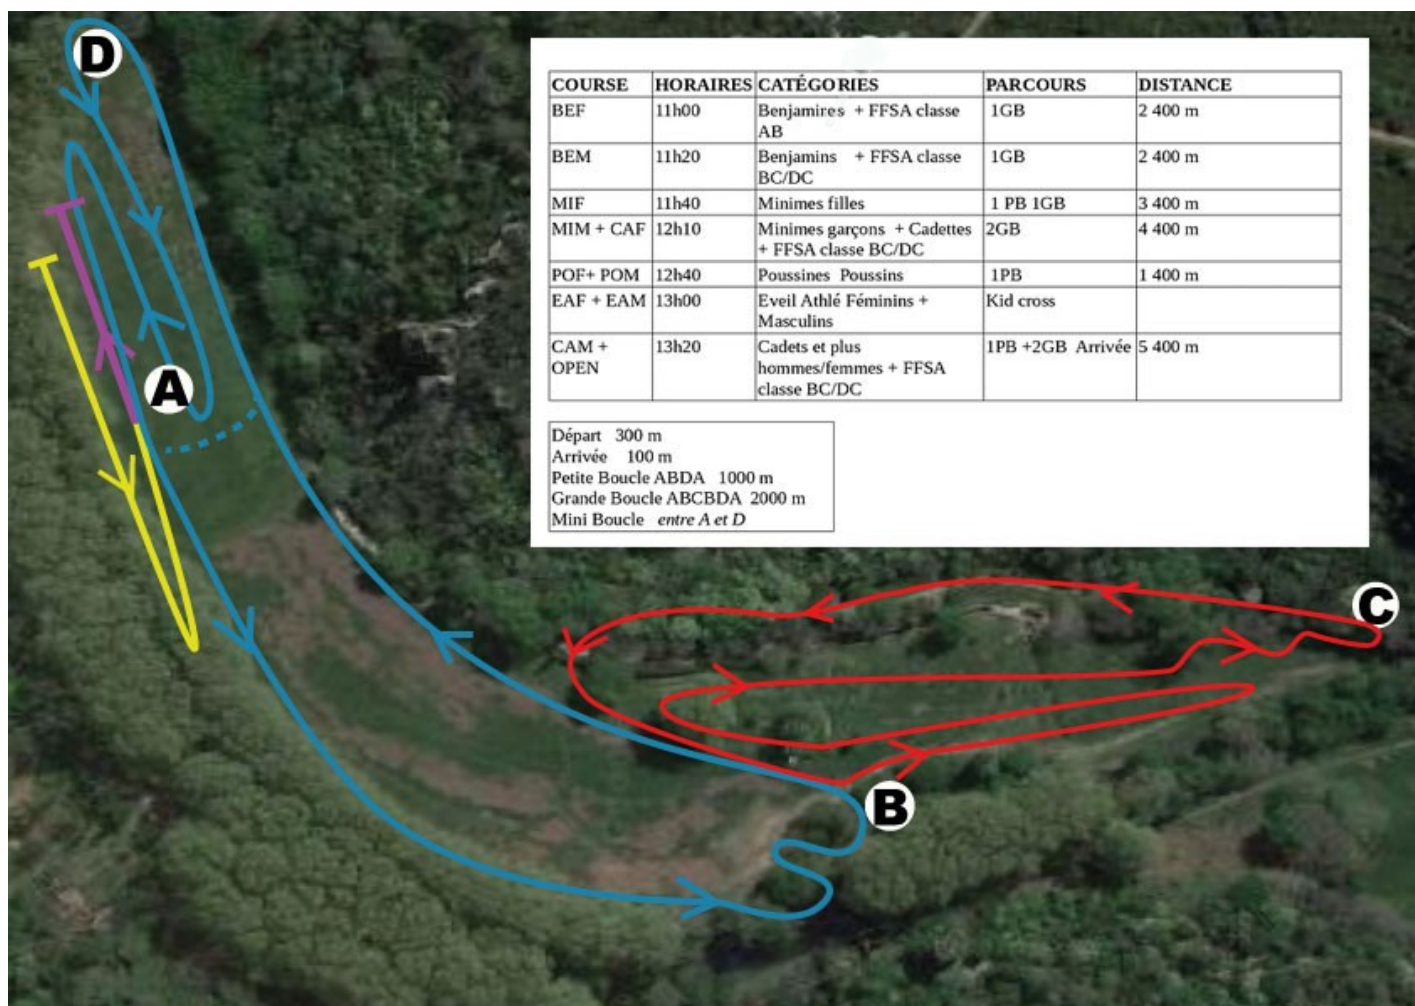 D
COURSE HORAIRES CATÉGORIES PARCOURS DISTANCE
BEF 11h00 Benjamires + FFSA classe 1GB 2 400 m
AB
BEM 11h20 Benjamins + FFSA classe 1GB 2 400 m
BC/DC
MIF 11h40 Minimes filles 1 PB 1GB 3 400 m
MIM + CAF 12h10 Minimes garçons + Cadettes 2GB 4 400 m
+ FFSA classe BC/DC
POF+ POM 12h40 Poussines Poussins 1PB 1 400 m
EAF + EAM 13h00 Eveil Athlé Féminins + Kid cross
Masculins
CAM + 13h20 Cadets et plus 1PB +2GB Arrivée 5 400 m
OPEN hommes/femmes + FFSA
classe BC/DC
A
Départ 300 m
Arrivée 100 m
Petite Boucle ABDA 1000 m
Grande Boucle ABCBDA 2000 m
Mini Boucle entre A et D
C
B